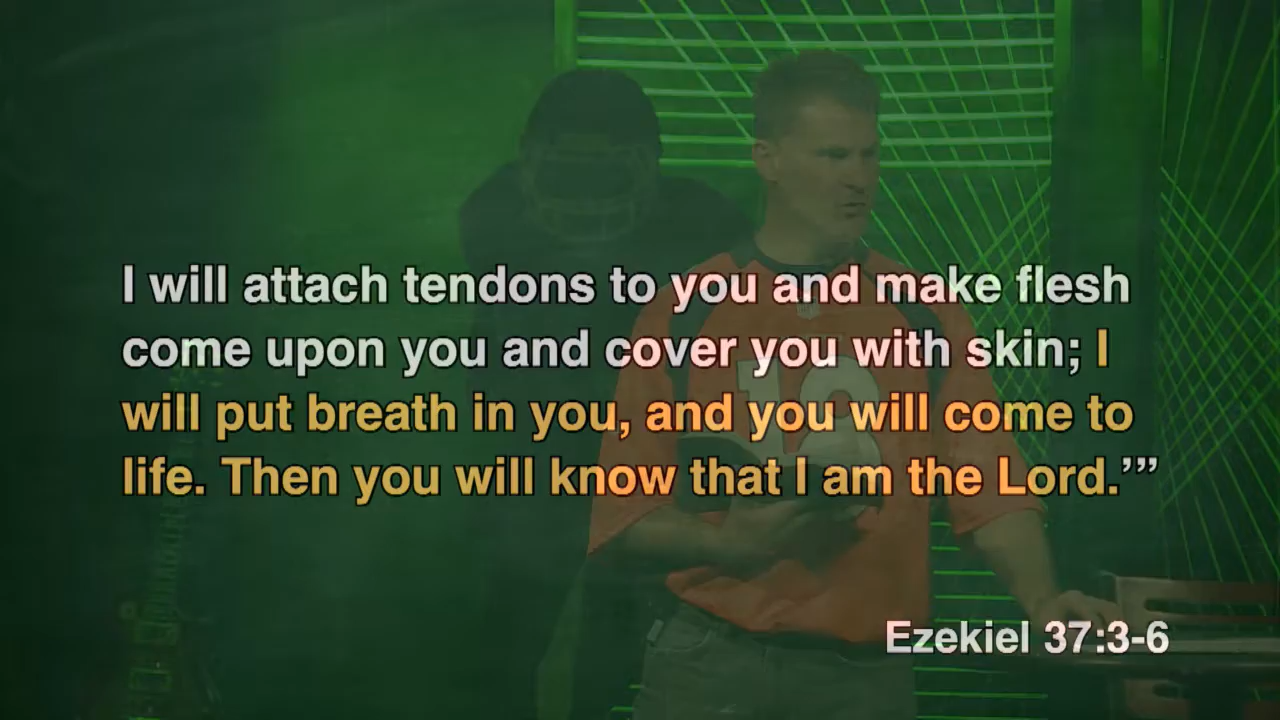 I will attach tendons to you and make flesh
come upon you and cover you with skin; I
will put breath in you, and you will come to
life. Then you will know that I am the Lord.’”
Ezekiel 37:3-6